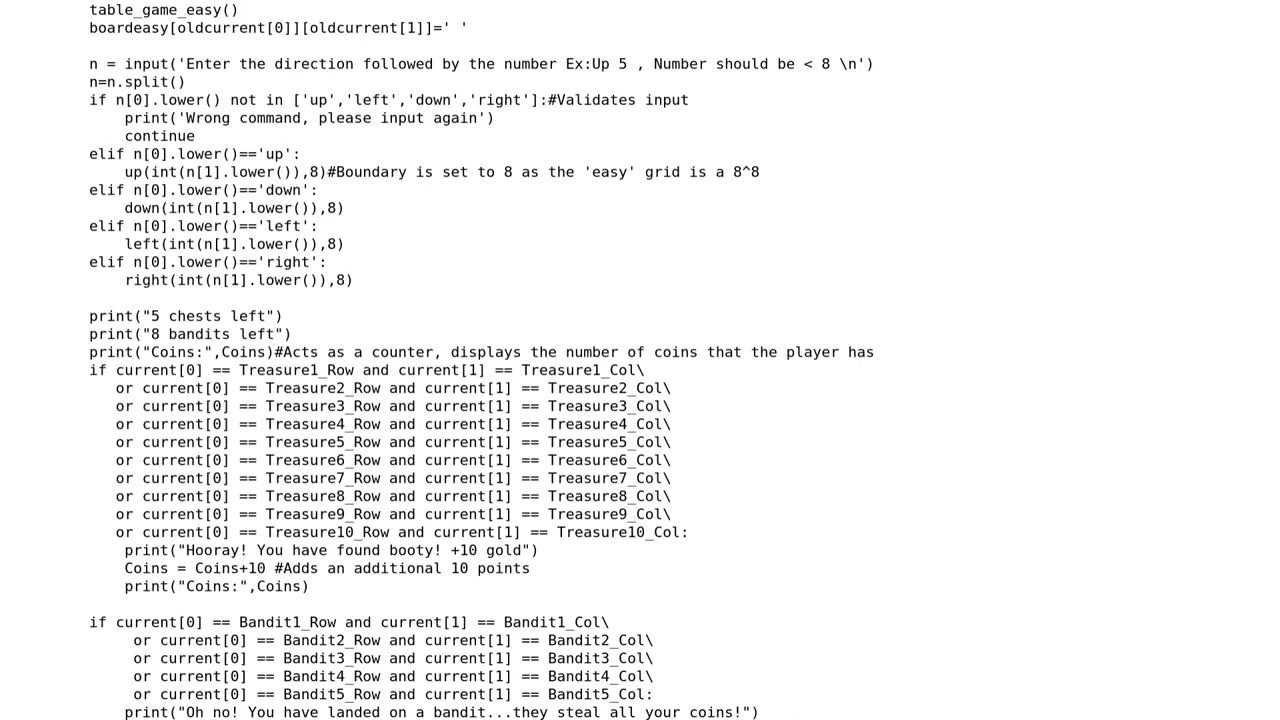 table_game_easy()
boardeasy[oldcurrent[0]][oldcurrent[1]]=' '
n = input('Enter the direction followed by the number Ex:Up 5 , Number should be < 8 \n')
n=n.split()
if n[0].lower() not in ['up','left','down','right']:#Validates input
print('Wrong command, please input again')
continue
elif n[0].lower()=='up':
up(int(n[1].lower()),8)#Boundary is set to 8 as the 'easy' grid is a 8^8
elif n[0].lower()=='down':
down(int(n[1].lower()),8)
elif n[0].lower()=='left':
left(int(n[1].lower()),8)
elif n[0].lower()=='right':
right(int(n[1].lower()),8)
print("5 chests left")
print("8 bandits left")
print("Coins:",Coins)#Acts as a counter, displays the number of coins that the player has
if current[0] == Treasure1_Row and current[1] == Treasure1_Col\
or current[0] == Treasure2_Row and current[1] == Treasure2_Col\
or current[0] == Treasure3_Row and current[1] == Treasure3_Col\
or current[0] == Treasure4_Row and current[1] == Treasure4_Col\
or current[0] == Treasure5_Row and current[1] == Treasure5_Col\
or current[0] == Treasure6_Row and current[1] == Treasure6_Col\
or current[0] == Treasure7_Row and current[1] == Treasure7_Col\
or current[0] == Treasure8_Row and current[1] == Treasure8_Col\
or current[0] == Treasure9_Row and current[1] == Treasure9_Col\
or current[0] == Treasure10_Row and current[1] == Treasure10_Col:
print("Hooray! You have found booty! +10 gold")
Coins = Coins+10 #Adds an additional 10 points
print("Coins:",Coins)
if current[0] == Bandit1_Row and current[1] == Bandit1_Col\
or current[0] == Bandit2_Row and current[1] == Bandit2_Col\
or current[0] == Bandit3_Row and current[1] == Bandit3_Col\
or current[0] == Bandit4_Row and current[1] == Bandit4_Col\
or current[0] == Bandit5_Row and current[1] == Bandit5_Col:
print("Oh no! You have landed on a bandit...they steal all your coins!")